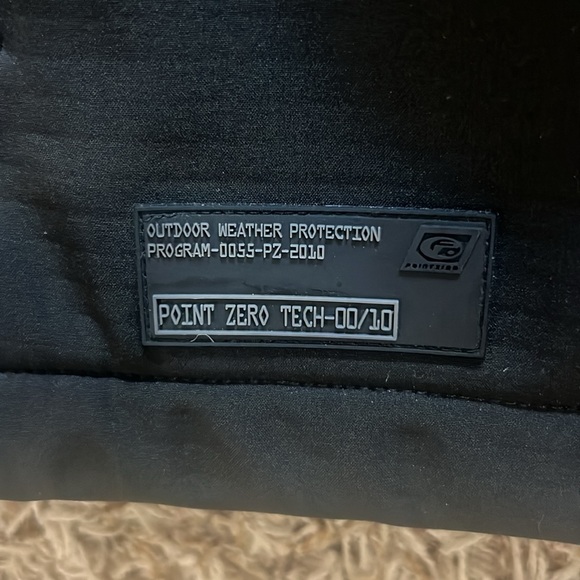 OUTDOOR WEATHER PROTECTION
PROGRAM-0055-PZ-2010
POINTZERO
POINT ZERO TECH-00/10